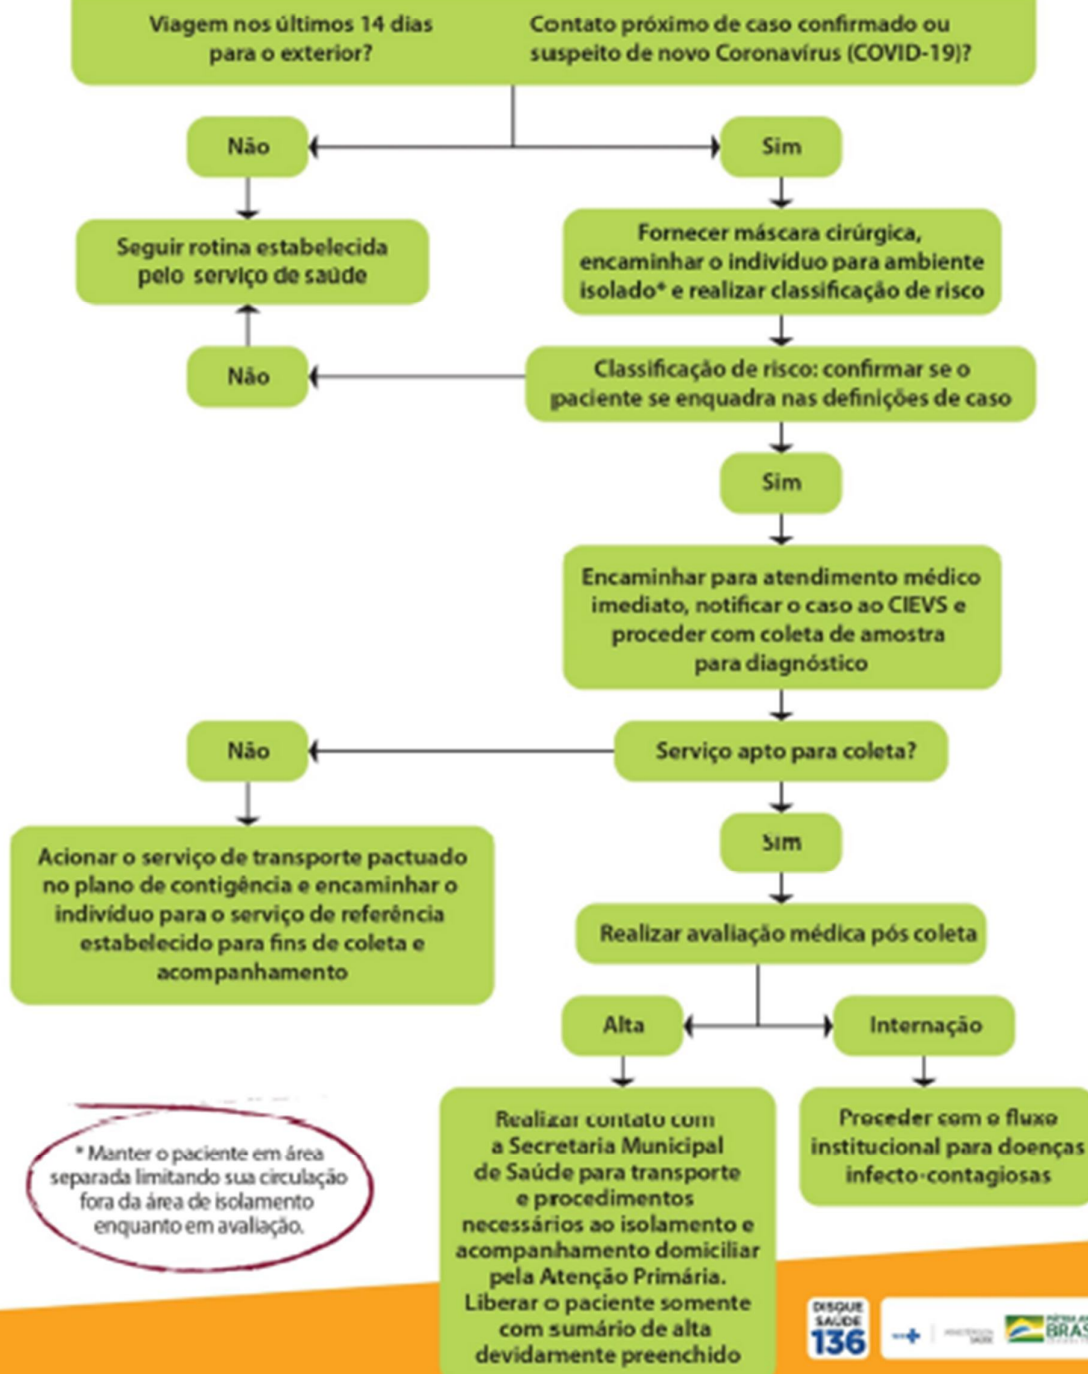 Viagem nos últimos 14 dias
para o exterior?
Contato próximo de caso confirmado ou
suspeito de novo Coronavírus (COVID-19)?
Não
Sim
Seguir rotina estabelecida
pelo serviço de saúde
Fornecer máscara cirúrgica,
encaminhar o indivíduo para ambiente
isolado* e realizar classificação de risco
Não
Classificação de risco: confirmar se o
paciente se enquadra nas definições de caso
Sim
Encaminhar para atendimento médico
imediato, notificar o caso ao CIEVS e
proceder com coleta de amostra
para diagnóstico
Não
Serviço apto para coleta?
Sim
Acionar o serviço de transporte pactuado
no plano de contigência e encaminhar o
indivíduo para o serviço de referência
estabelecido para fins de coleta e
acompanhamento
Realizar avaliação médica pós coleta
Alta
Internação
Realizar contato com
a Secretaria Municipal
de Saúde para transporte
e procedimentos
necessários ao isolamento e
acompanhamento domiciliar
pela Atenção Primária.
Liberar o paciente somente
com sumário de alta
devidamente preenchido
Proceder com o fluxo
institucional para doenças
infecto-contagiosas
* Manter o paciente em área
separada limitando sua circulação
fora da área de isolamento
enquanto em avaliação.
DISQUE
SAÚDE
136
BRAS